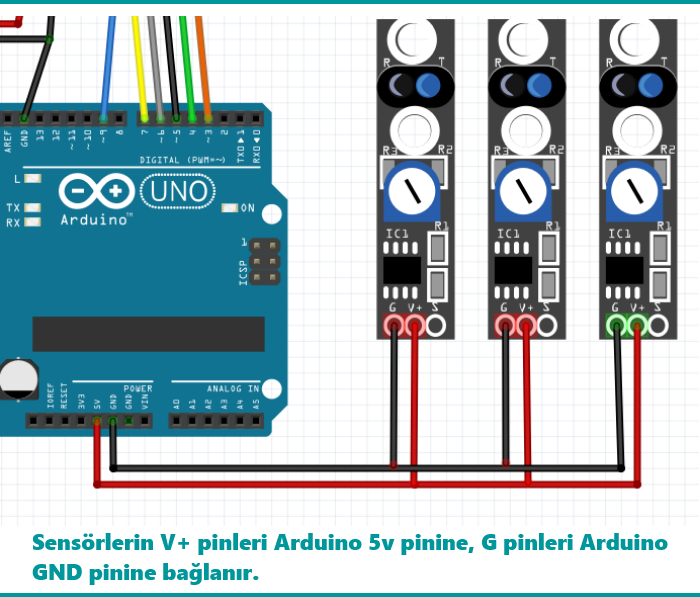 R T
R T
R T
AREF
GND
13
12
~11
~10
~9
8
7
~6
~5
4
~3
2
TXD▸1
RXD◂0
DIGITAL (PWM=~)
R3 R2
R3 R2
R3 R2
L
TX
RX
UNO
Arduino™
ON
1
ICSP
R1
R1
R1
IC1
IC1
IC1
G V+ S
G V+ S
G V+ S
POWER
ANALOG IN
IOREF
RESET
3V3
5V
GND
GND
VIN
A0
A1
A2
A3
A4
A5
Sensörlerin V+ pinleri Arduino 5v pinine, G pinleri Arduino
GND pinine bağlanır.